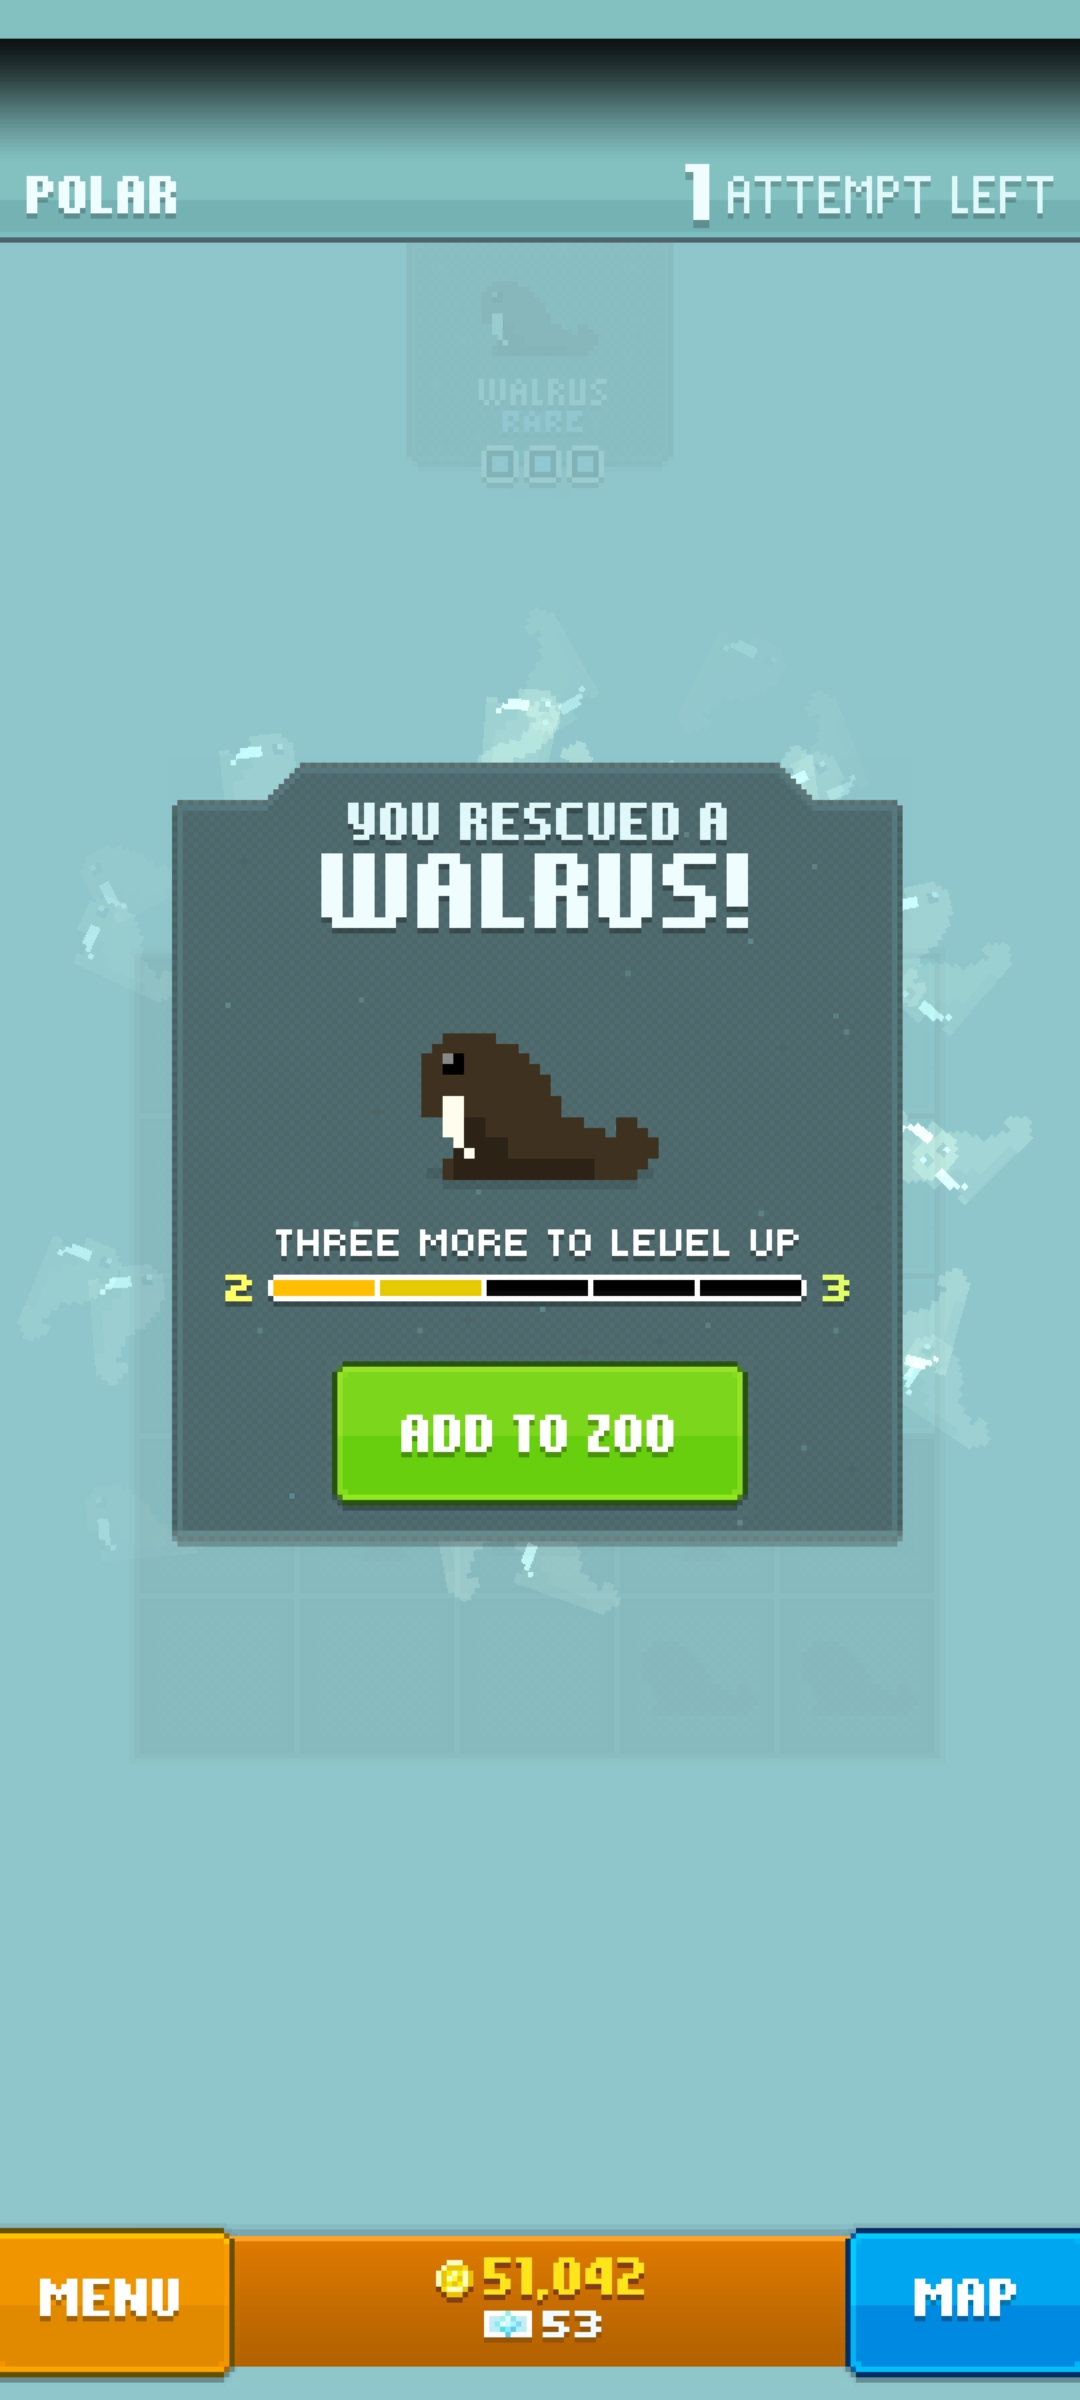 POLAR
1 ATTEMPT LEFT
WALRUS
RARE
YOU RESCUED A
WALRUS!
THREE MORE TO LEVEL UP
2 3
ADD TO ZOO
MENU
51,042
53
MAP